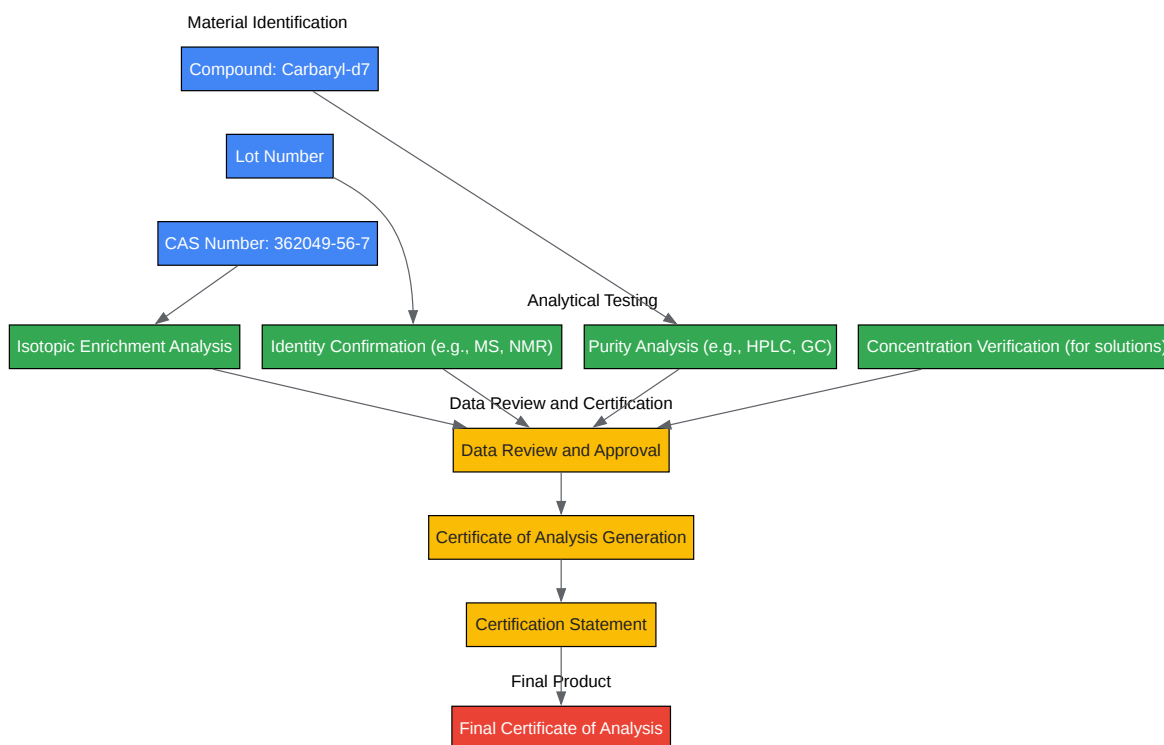 Material Identification
Compound: Carbaryl-d7
Lot Number
CAS Number: 362049-56-7
Analytical Testing
Isotopic Enrichment Analysis
Identity Confirmation (e.g., MS, NMR)
Purity Analysis (e.g., HPLC, GC)
Concentration Verification (for solutions)
Data Review and Certification
Data Review and Approval
Certificate of Analysis Generation
Certification Statement
Final Product
Final Certificate of Analysis